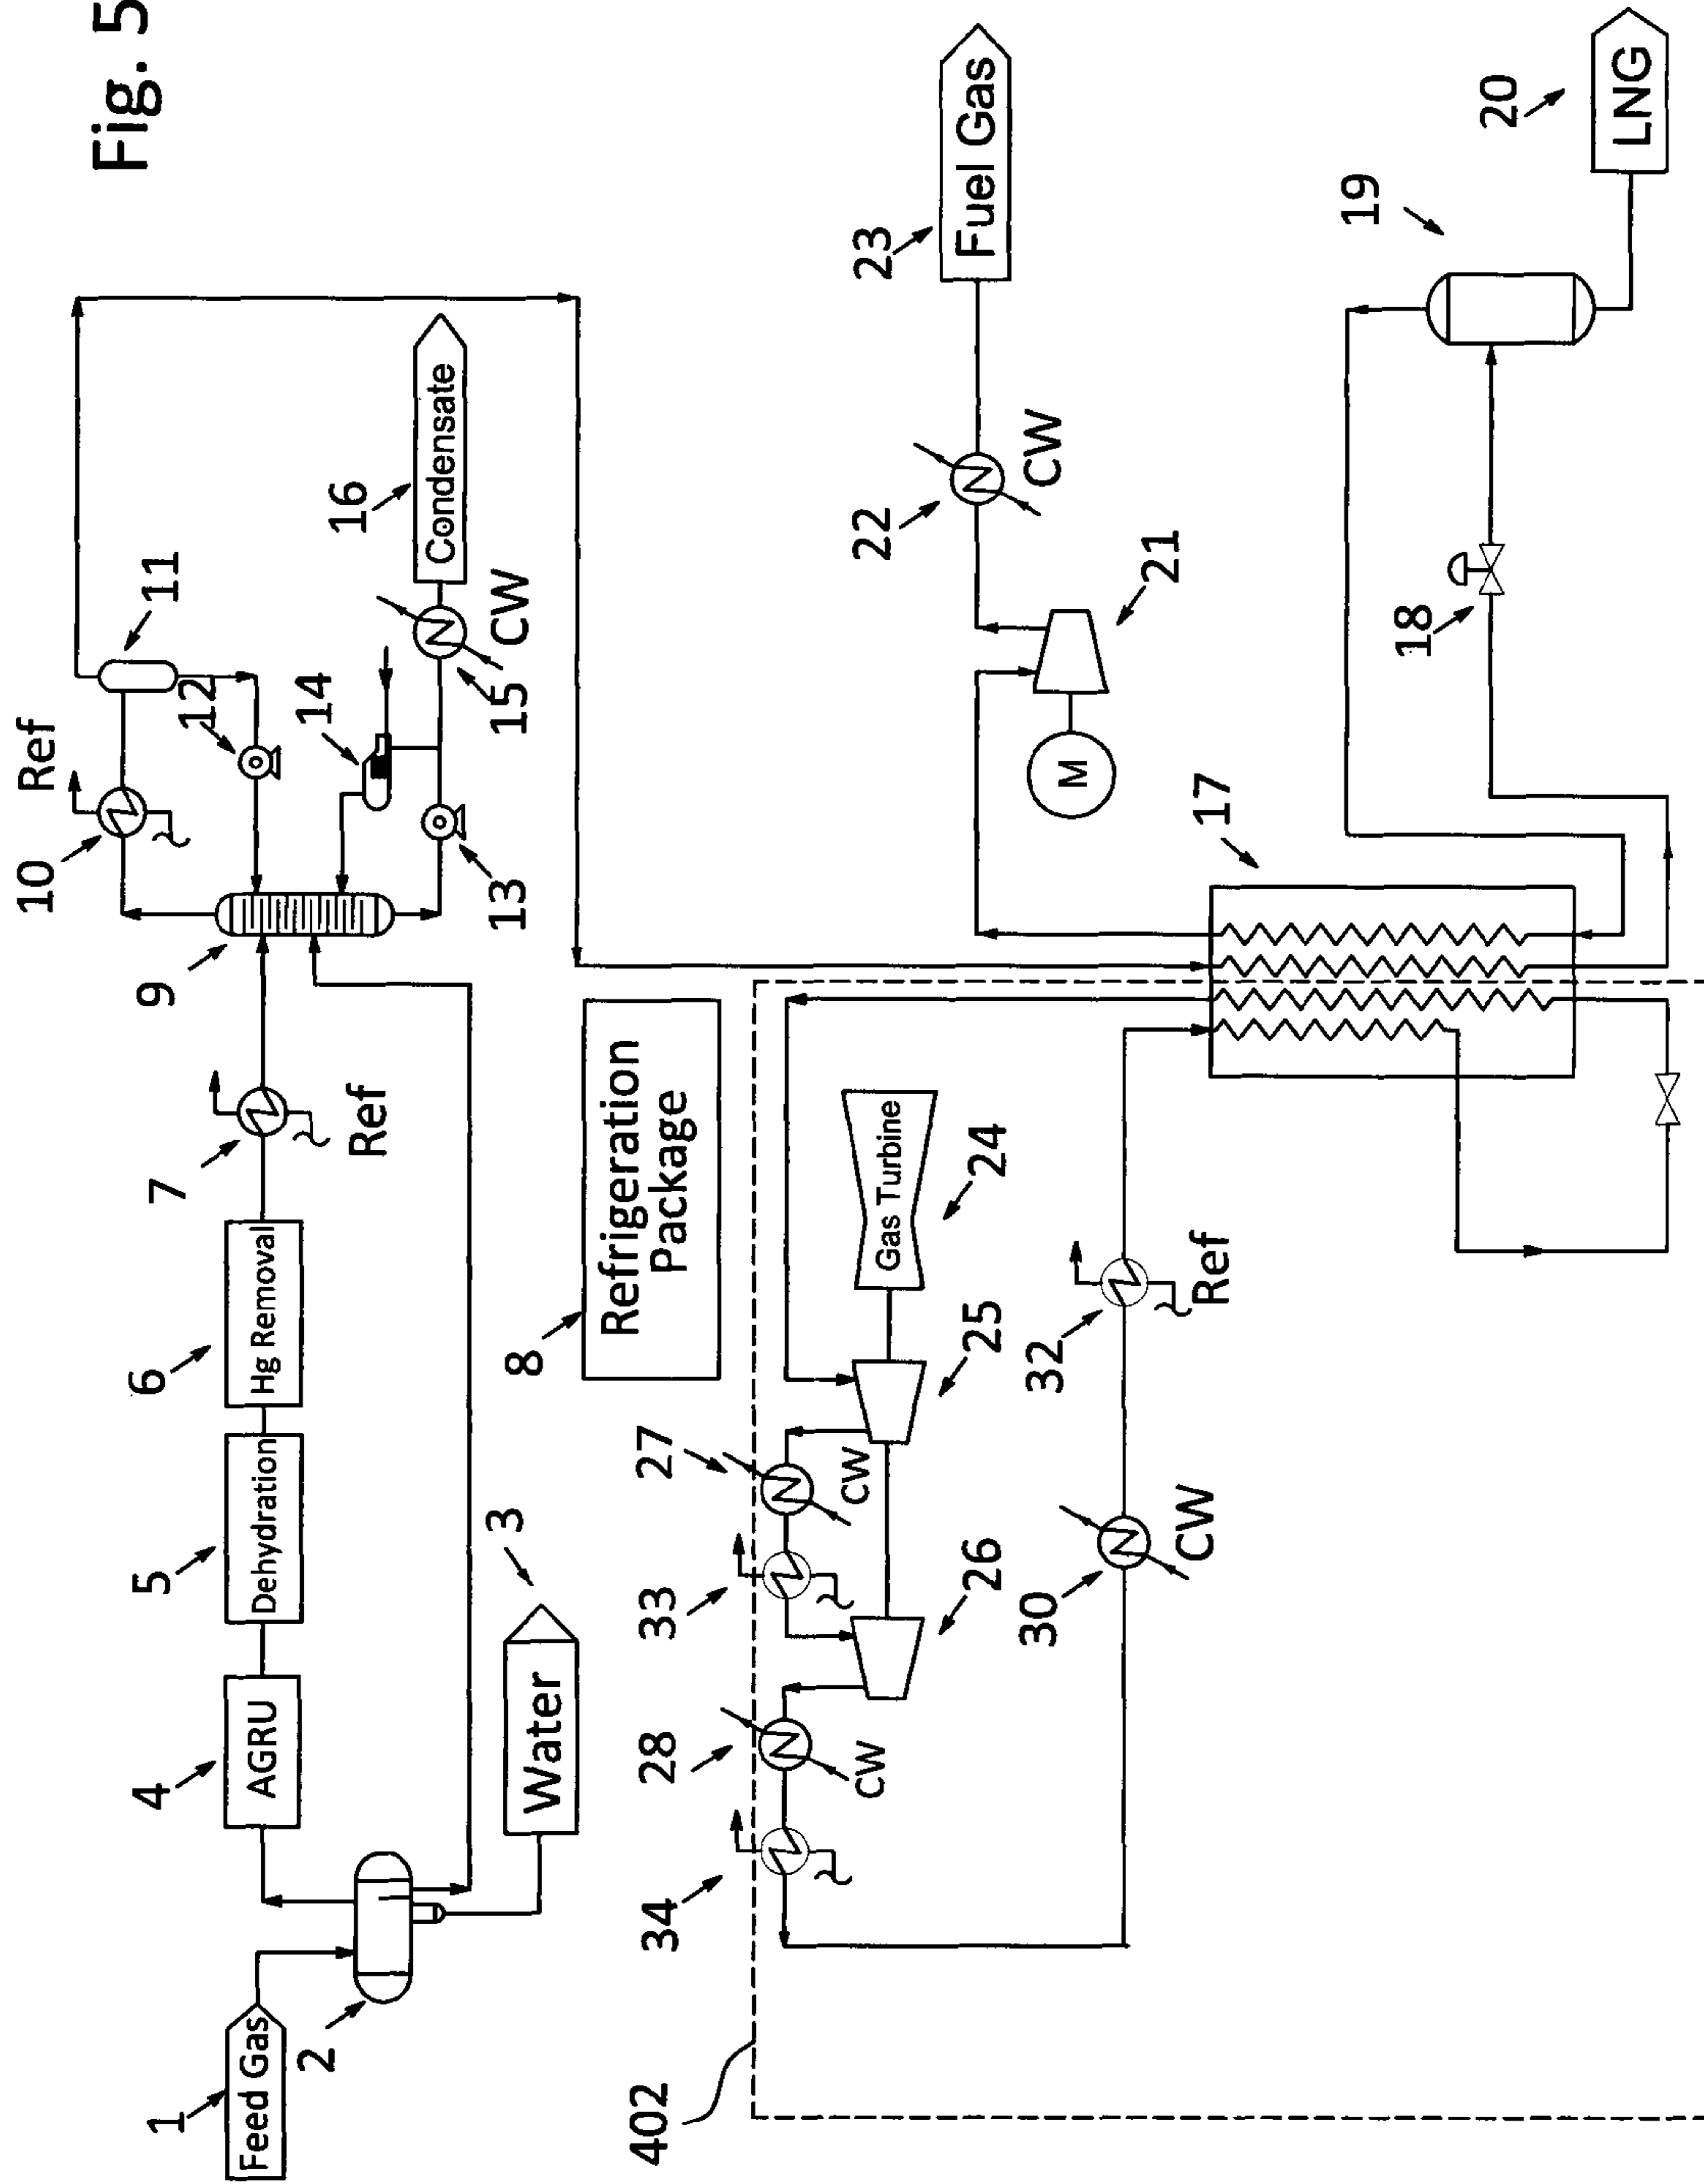 Fig. 5
1
Feed Gas
2
3
Water
4
AGRU
5
Dehydration
6
Hg Removal
7
Ref
8
Refrigeration
Package
9
10
Ref
11
12
13
14
15
CW
16
Condensate
17
18
19
20
LNG
21
M
22
CW
23
Fuel Gas
24
Gas Turbine
25
26
27
CW
33
28
CW
34
30
CW
32
Ref
402